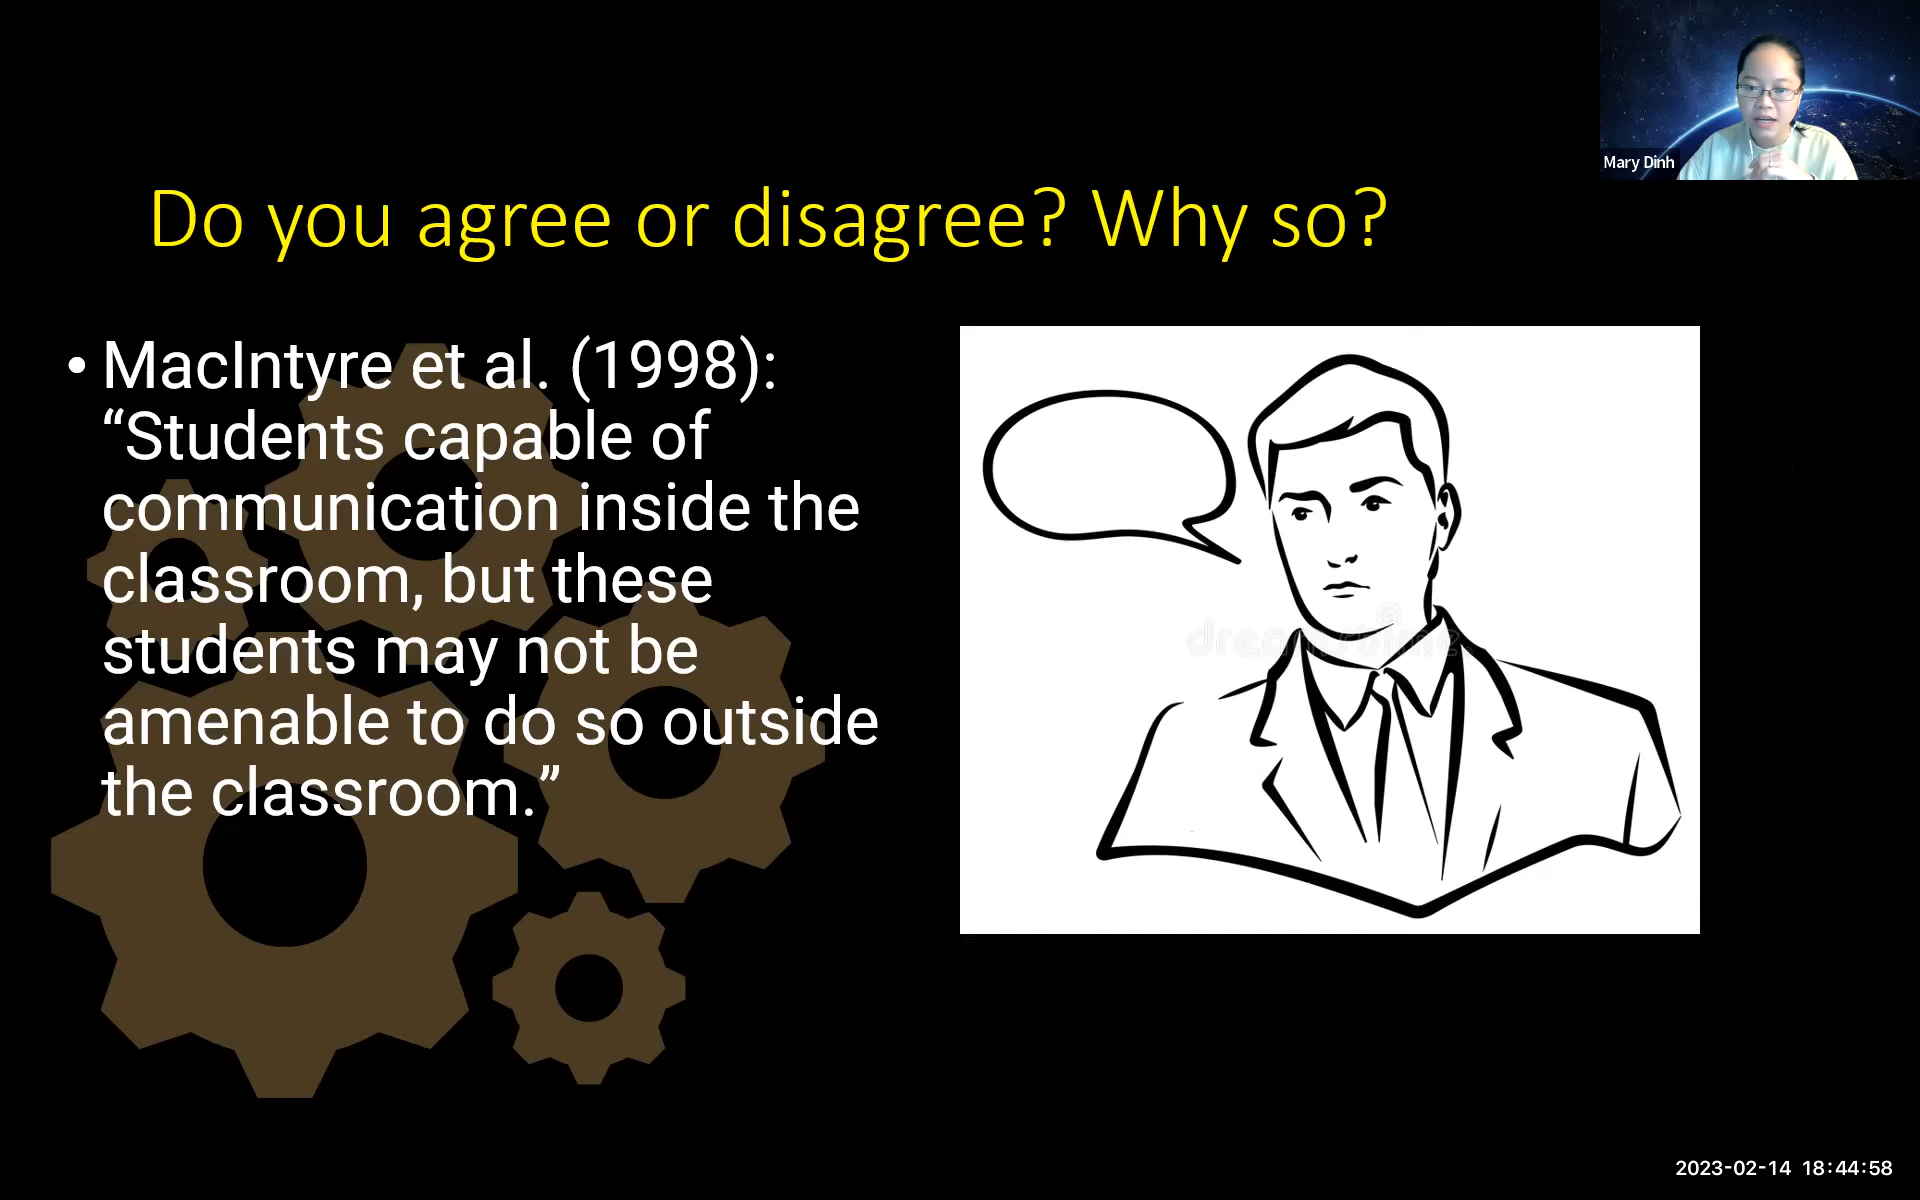 Mary Dinh
Do you agree or disagree? Why so?
• MacIntyre et al. (1998):
“Students capable of
communication inside the
classroom, but these
students may not be
amenable to do so outside
the classroom.”
dreamstime
2023-02-14 18:44:58